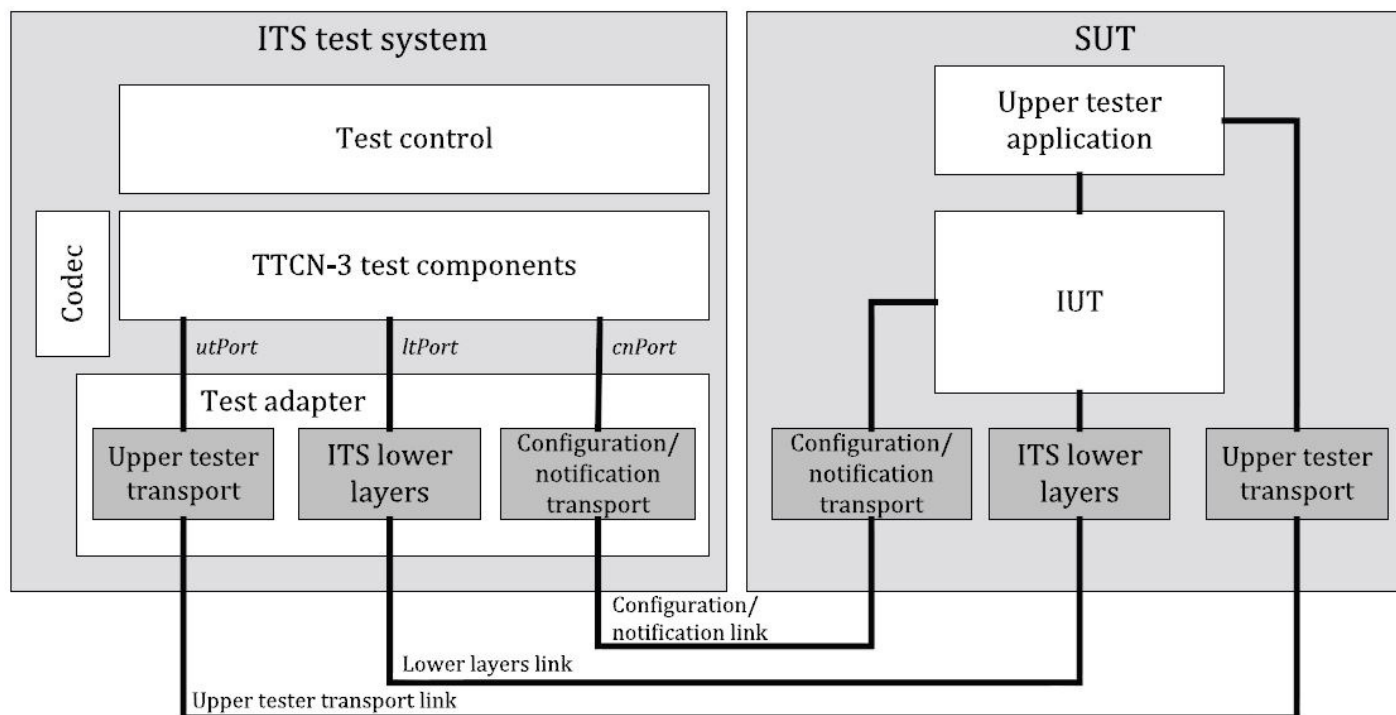 ITS test system
Test control
Codec
TTCN-3 test components
utPort
ltPort
cnPort
Test adapter
Upper tester
transport
ITS lower
layers
Configuration/
notification
transport
SUT
Upper tester
application
IUT
Configuration/
notification
transport
ITS lower
layers
Upper tester
transport
Configuration/
notification link
Lower layers link
Upper tester transport link